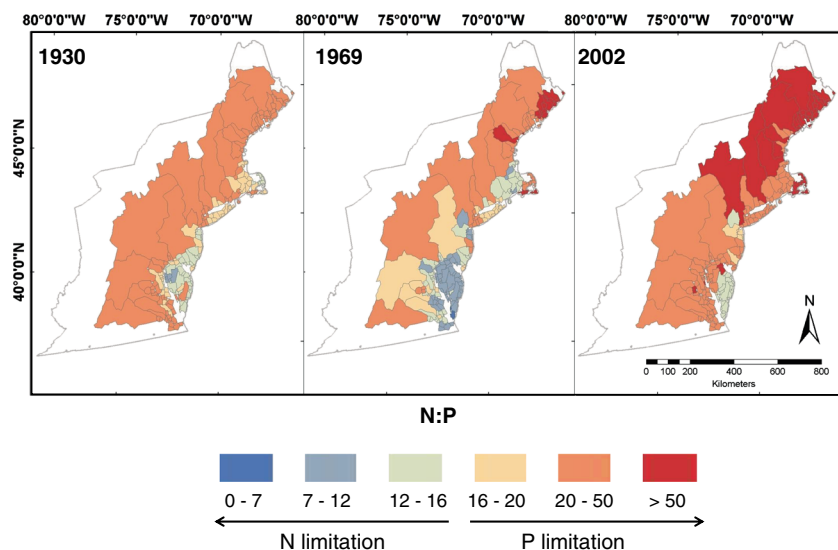 80°0'0"W 75°0'0"W 70°0'0"W 80°0'0"W 75°0'0"W 70°0'0"W 80°0'0"W 75°0'0"W 70°0'0"W
1930 1969 2002
45°0'0"N
40°0'0"N
N
0 100 200 400 600 800
Kilometers
N:P
0 - 7 7 - 12 12 - 16 16 - 20 20 - 50 > 50
N limitation P limitation